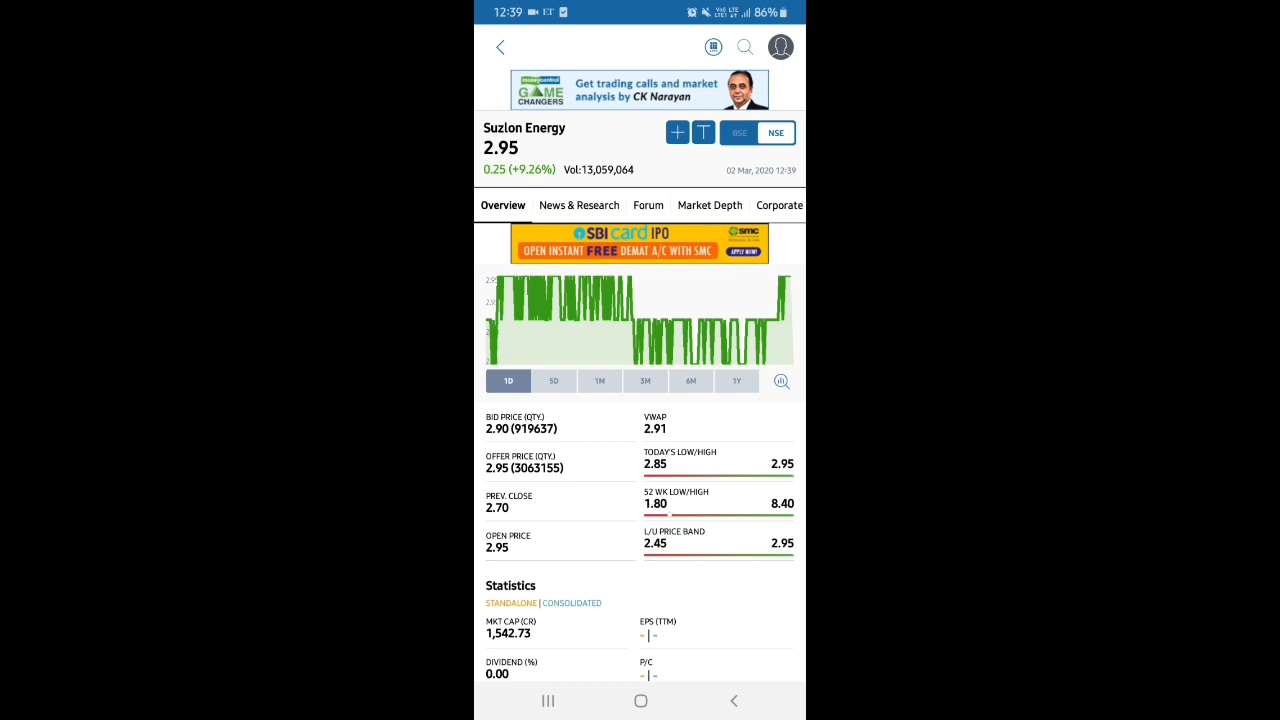 12:39 ET 86%
moneycontrol
GAME
CHANGERS
Get trading calls and market
analysis by CK Narayan
Suzlon Energy
2.95
0.25 (+9.26%) Vol:13,059,064
BSE NSE
02 Mar, 2020 12:39
Overview News & Research Forum Market Depth Corporate
SBI card IPO
OPEN INSTANT FREE DEMAT A/C WITH SMC
smc
APPLY NOW!
1D 5D 1M 3M 6M 1Y
BID PRICE (QTY.) VWAP
2.90 (919637) 2.91
OFFER PRICE (QTY.) TODAY'S LOW/HIGH
2.95 (3063155) 2.85 2.95
PREV. CLOSE 52 WK LOW/HIGH
2.70 1.80 8.40
OPEN PRICE L/U PRICE BAND
2.95 2.45 2.95
Statistics
STANDALONE | CONSOLIDATED
MKT CAP (CR) EPS (TTM)
1,542.73 - | -
DIVIDEND (%) P/C
0.00 - | -